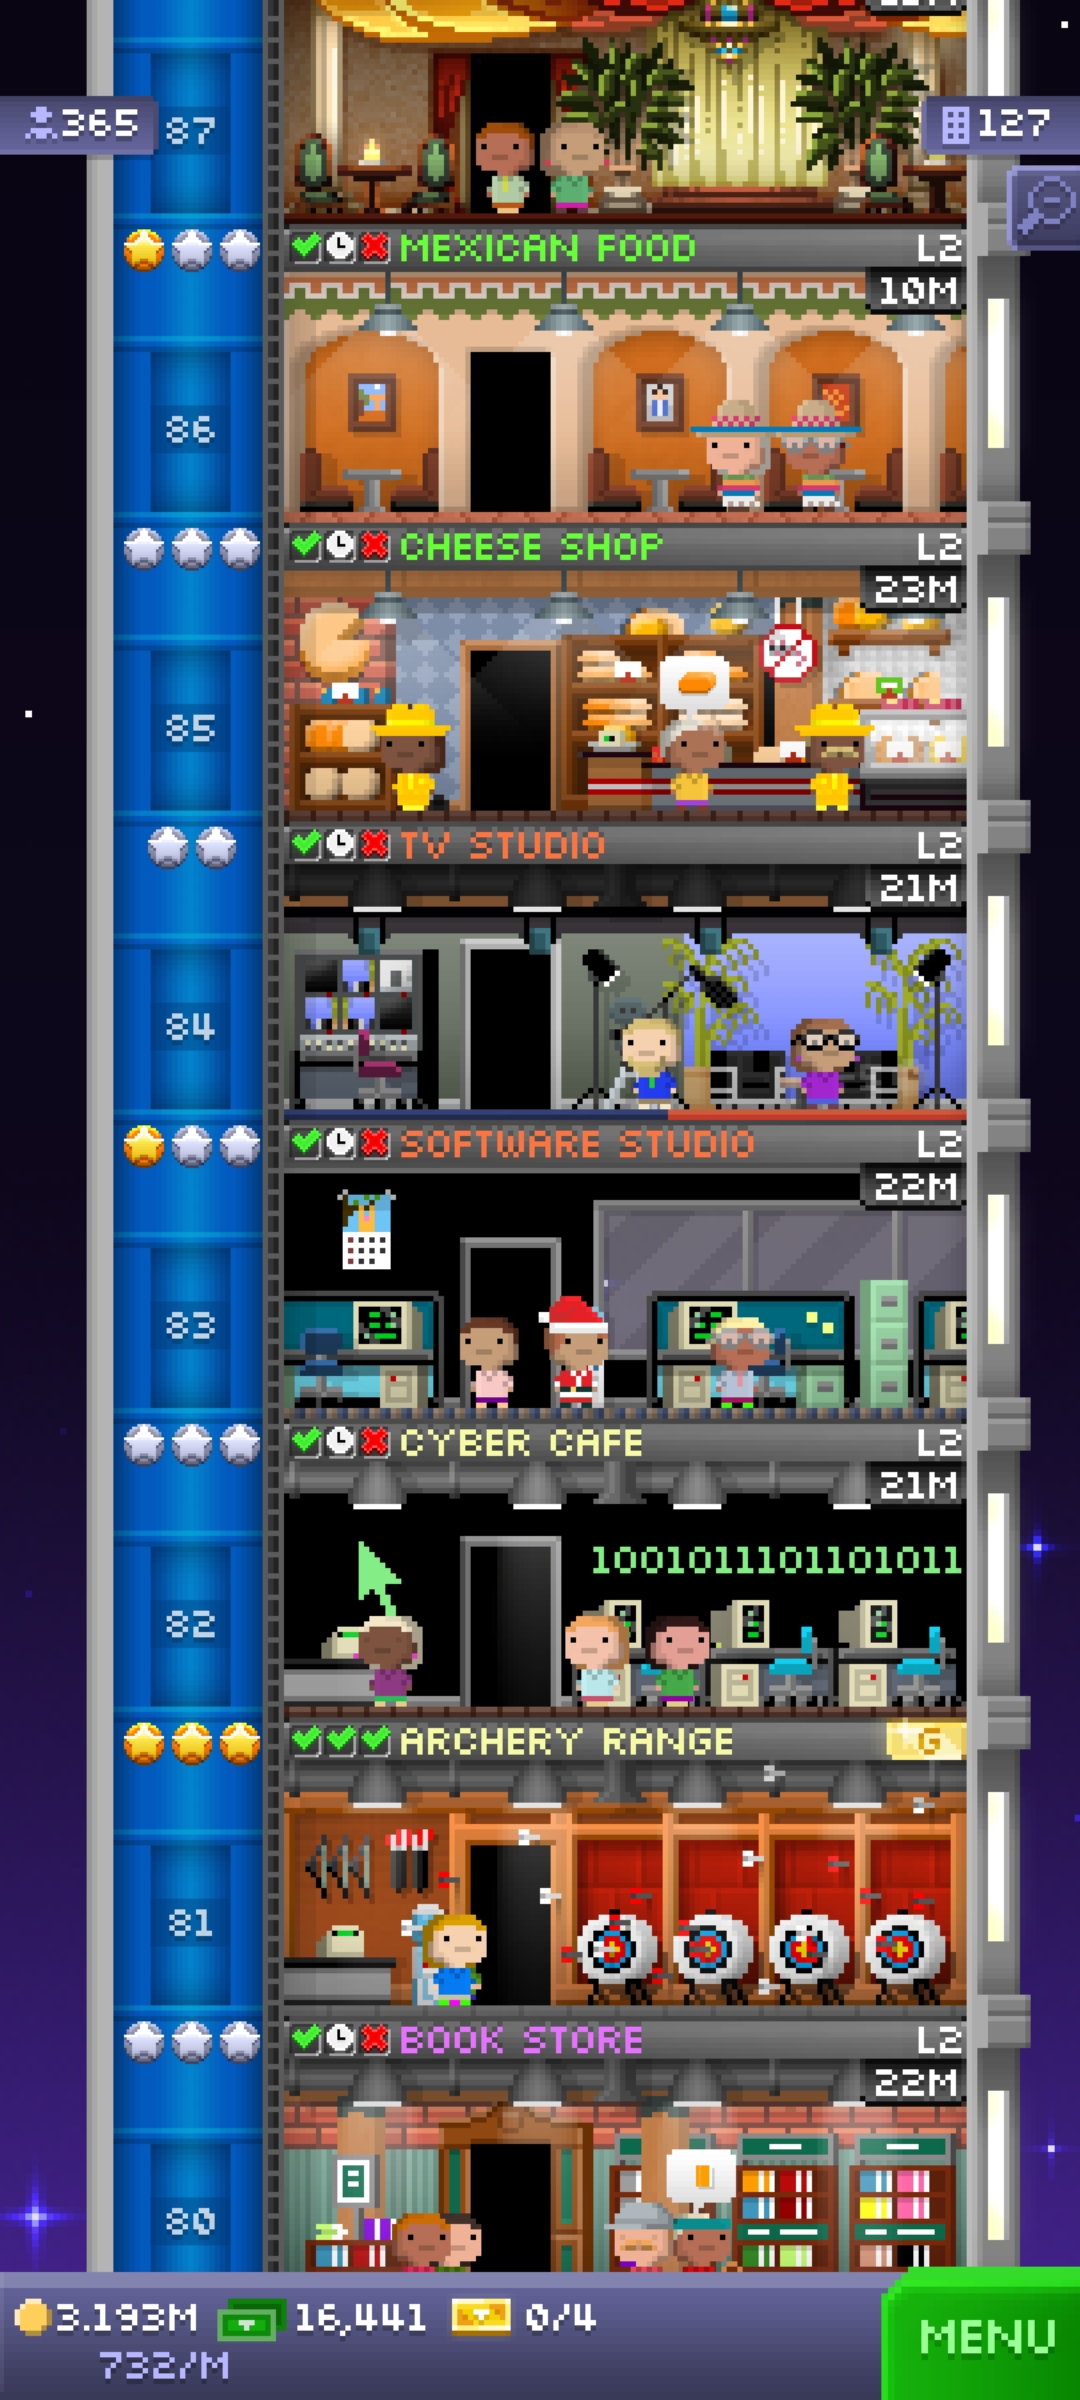 365
87
127
MEXICAN FOOD L2
10M
86
CHEESE SHOP L2
23M
85
TV STUDIO L2
21M
84
SOFTWARE STUDIO L2
22M
83
CYBER CAFE L2
21M
1001011101101011
82
ARCHERY RANGE G
81
BOOK STORE L2
22M
80
3.193M 16,441 0/4
732/M
MENU